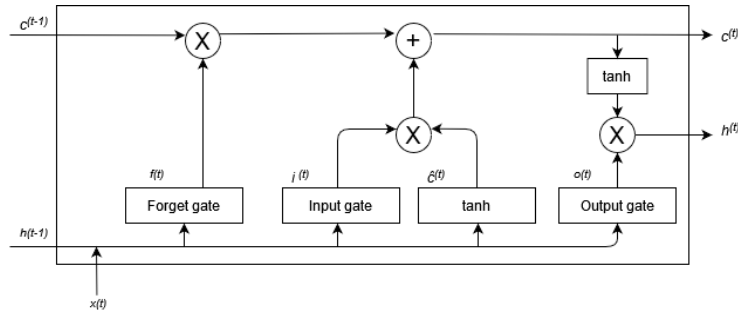 c(t-1)
X
+
c(t)
tanh
X
X
h(t)
f(t)
i (t)
ĉ(t)
o(t)
Forget gate
Input gate
tanh
Output gate
h(t-1)
x(t)